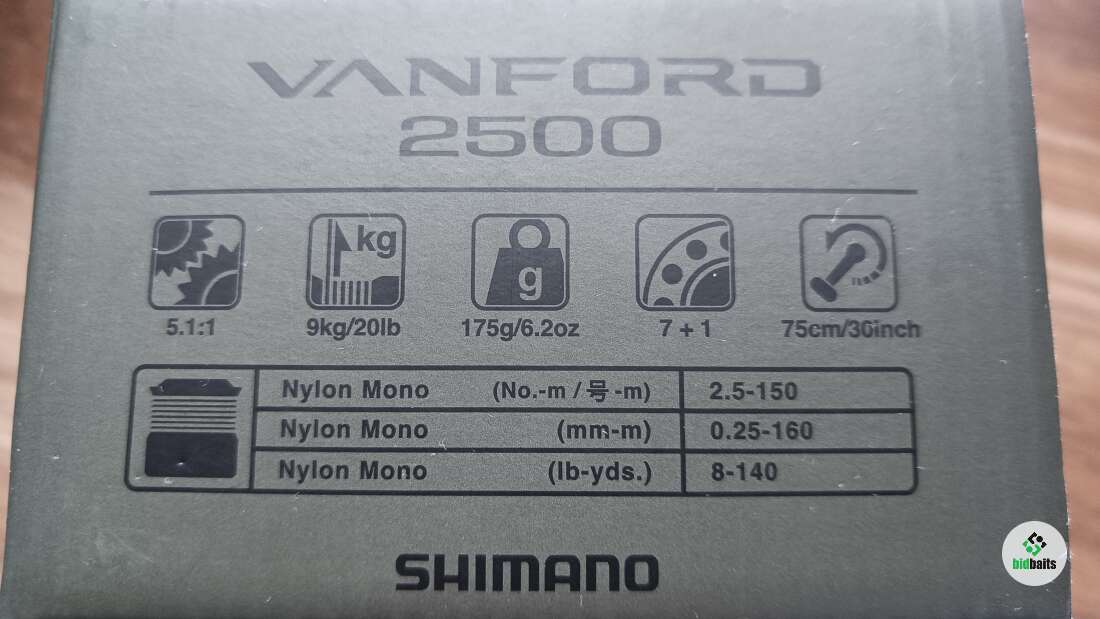 VANFORD
2500
kg
g
5.1:1 9kg/20lb 175g/6.2oz 7 + 1 75cm/30inch
Nylon Mono (No.-m / 号 -m) 2.5-150
Nylon Mono (mm-m) 0.25-160
Nylon Mono (lb-yds.) 8-140
SHIMANO
bidbaits